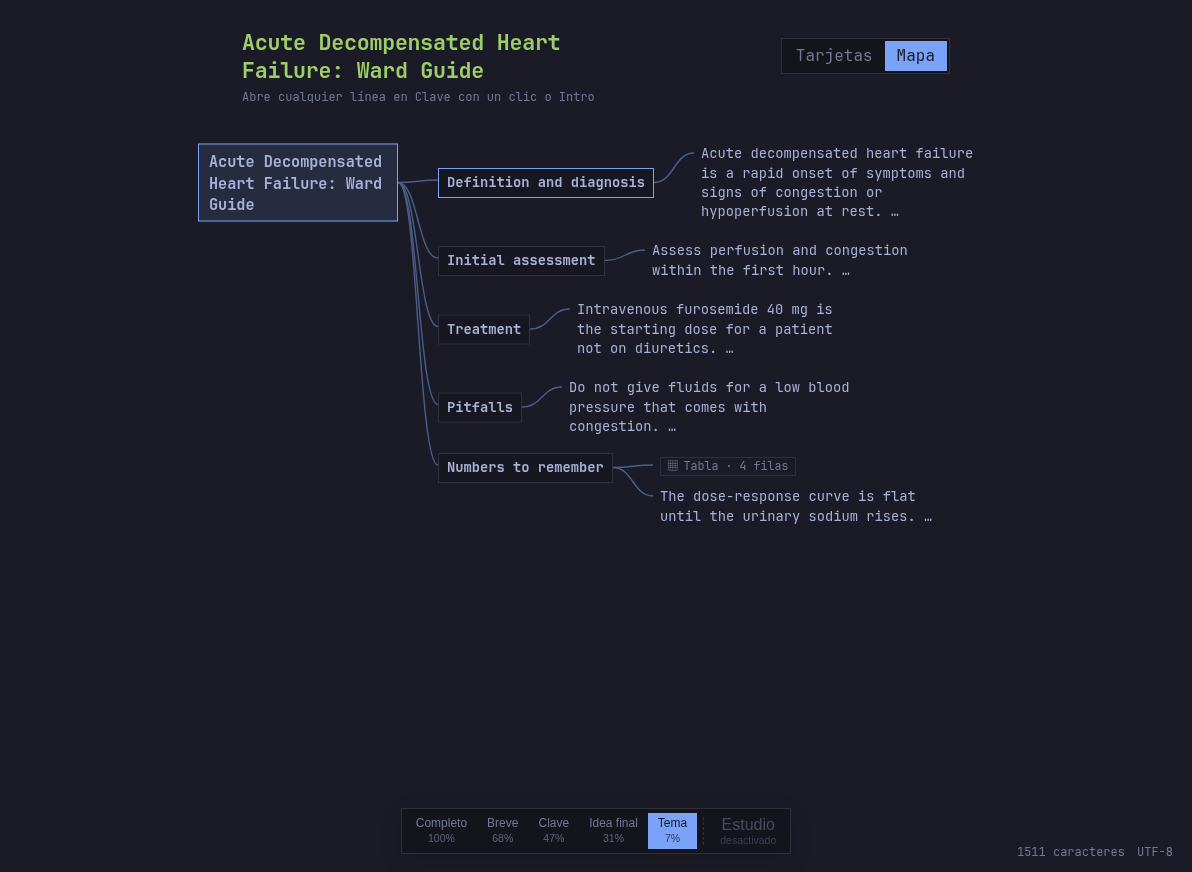 Acute Decompensated Heart
Failure: Ward Guide
Abre cualquier línea en Clave con un clic o Intro
Tarjetas
Mapa
Acute Decompensated
Heart Failure: Ward
Guide
Definition and diagnosis
Acute decompensated heart failure
is a rapid onset of symptoms and
signs of congestion or
hypoperfusion at rest. …
Initial assessment
Assess perfusion and congestion
within the first hour. …
Treatment
Intravenous furosemide 40 mg is
the starting dose for a patient
not on diuretics. …
Pitfalls
Do not give fluids for a low blood
pressure that comes with
congestion. …
Numbers to remember
Tabla · 4 filas
The dose-response curve is flat
until the urinary sodium rises. …
Completo
100%
Breve
68%
Clave
47%
Idea final
31%
Tema
7%
Estudio
desactivado
1511 caracteres UTF-8